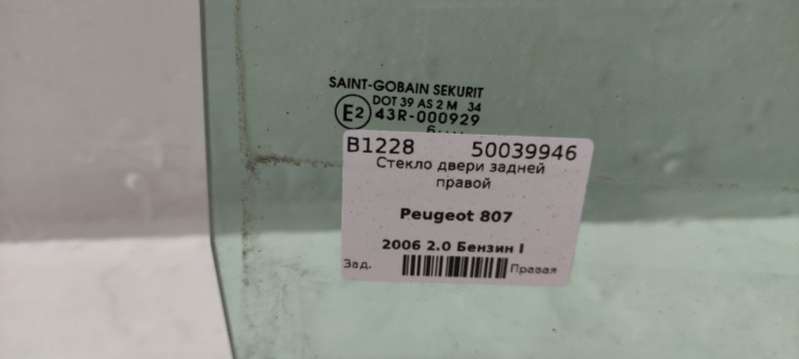 SAINT-GOBAIN SEKURIT
DOT 39 AS 2 M 34
E2 43R-000929
B1228 50039946
Стекло двери задней
правой
Peugeot 807
2006 2.0 Бензин I
Зад. Правая